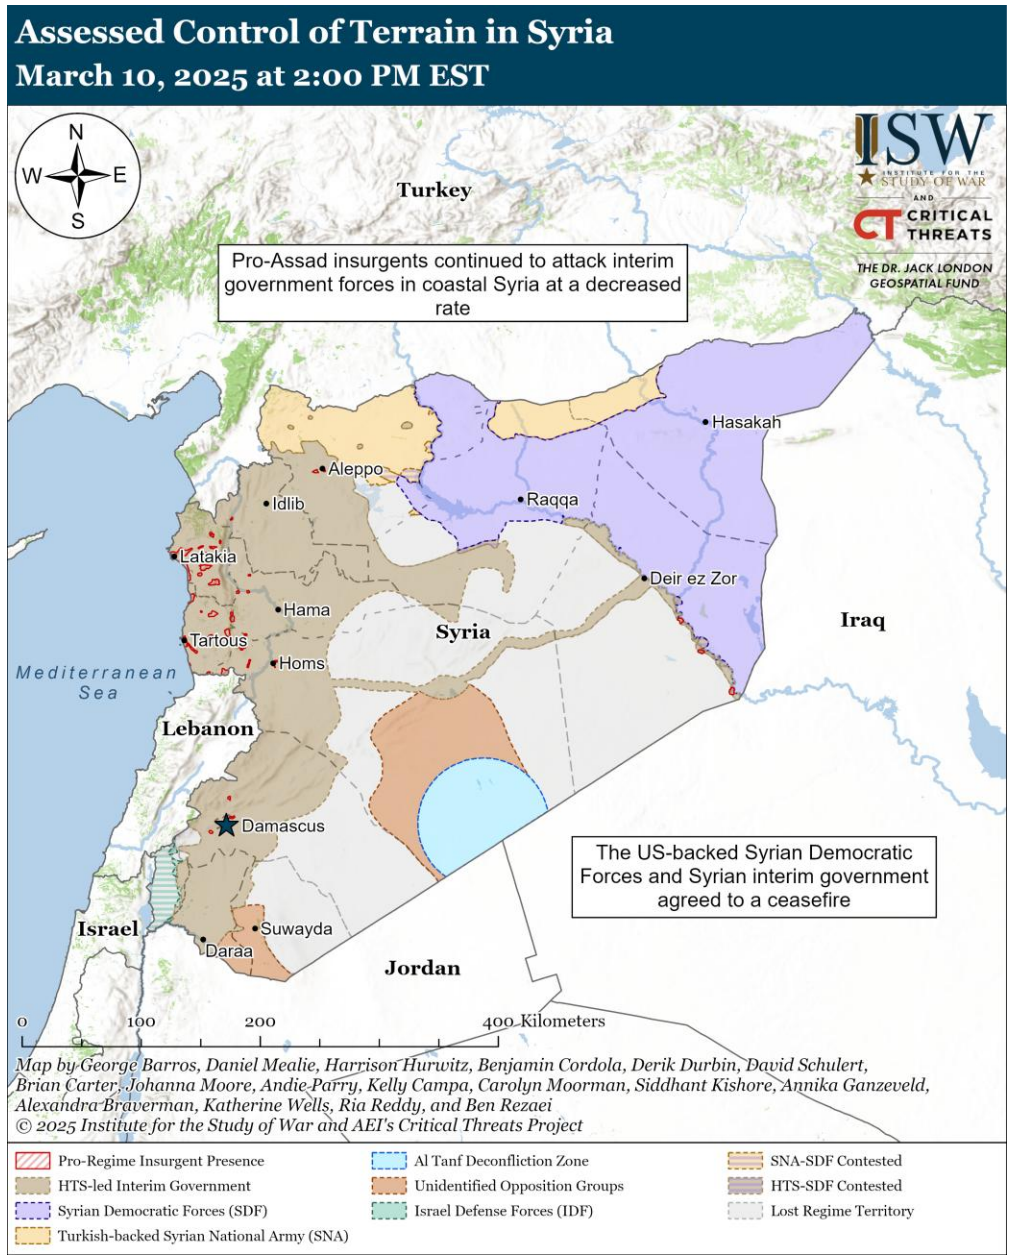 Assessed Control of Terrain in Syria
March 10, 2025 at 2:00 PM EST
N
W
E
S
ISW
INSTITUTE FOR THE
STUDY OF WAR
AND
CT CRITICAL
THREATS
THE DR. JACK LONDON
GEOSPATIAL FUND
Turkey
Pro-Assad insurgents continued to attack interim
government forces in coastal Syria at a decreased
rate
Hasakah
Aleppo
Idlib
Raqqa
Latakia
Deir ez Zor
Hama
Syria
Iraq
Tartous
Homs
Mediterranean
Sea
Lebanon
Damascus
The US-backed Syrian Democratic
Forces and Syrian interim government
agreed to a ceasefire
Israel
Suwayda
Daraa
Jordan
0 100 200 400 Kilometers
Map by George Barros, Daniel Mealie, Harrison Hurwitz, Benjamin Cordola, Derik Durbin, David Schulert,
Brian Carter, Johanna Moore, Andie Parry, Kelly Campa, Carolyn Moorman, Siddhant Kishore, Annika Ganzeveld,
Alexandra Braverman, Katherine Wells, Ria Reddy, and Ben Rezaei
© 2025 Institute for the Study of War and AEI's Critical Threats Project
Pro-Regime Insurgent Presence
HTS-led Interim Government
Syrian Democratic Forces (SDF)
Turkish-backed Syrian National Army (SNA)
Al Tanf Deconfliction Zone
Unidentified Opposition Groups
Israel Defense Forces (IDF)
SNA-SDF Contested
HTS-SDF Contested
Lost Regime Territory